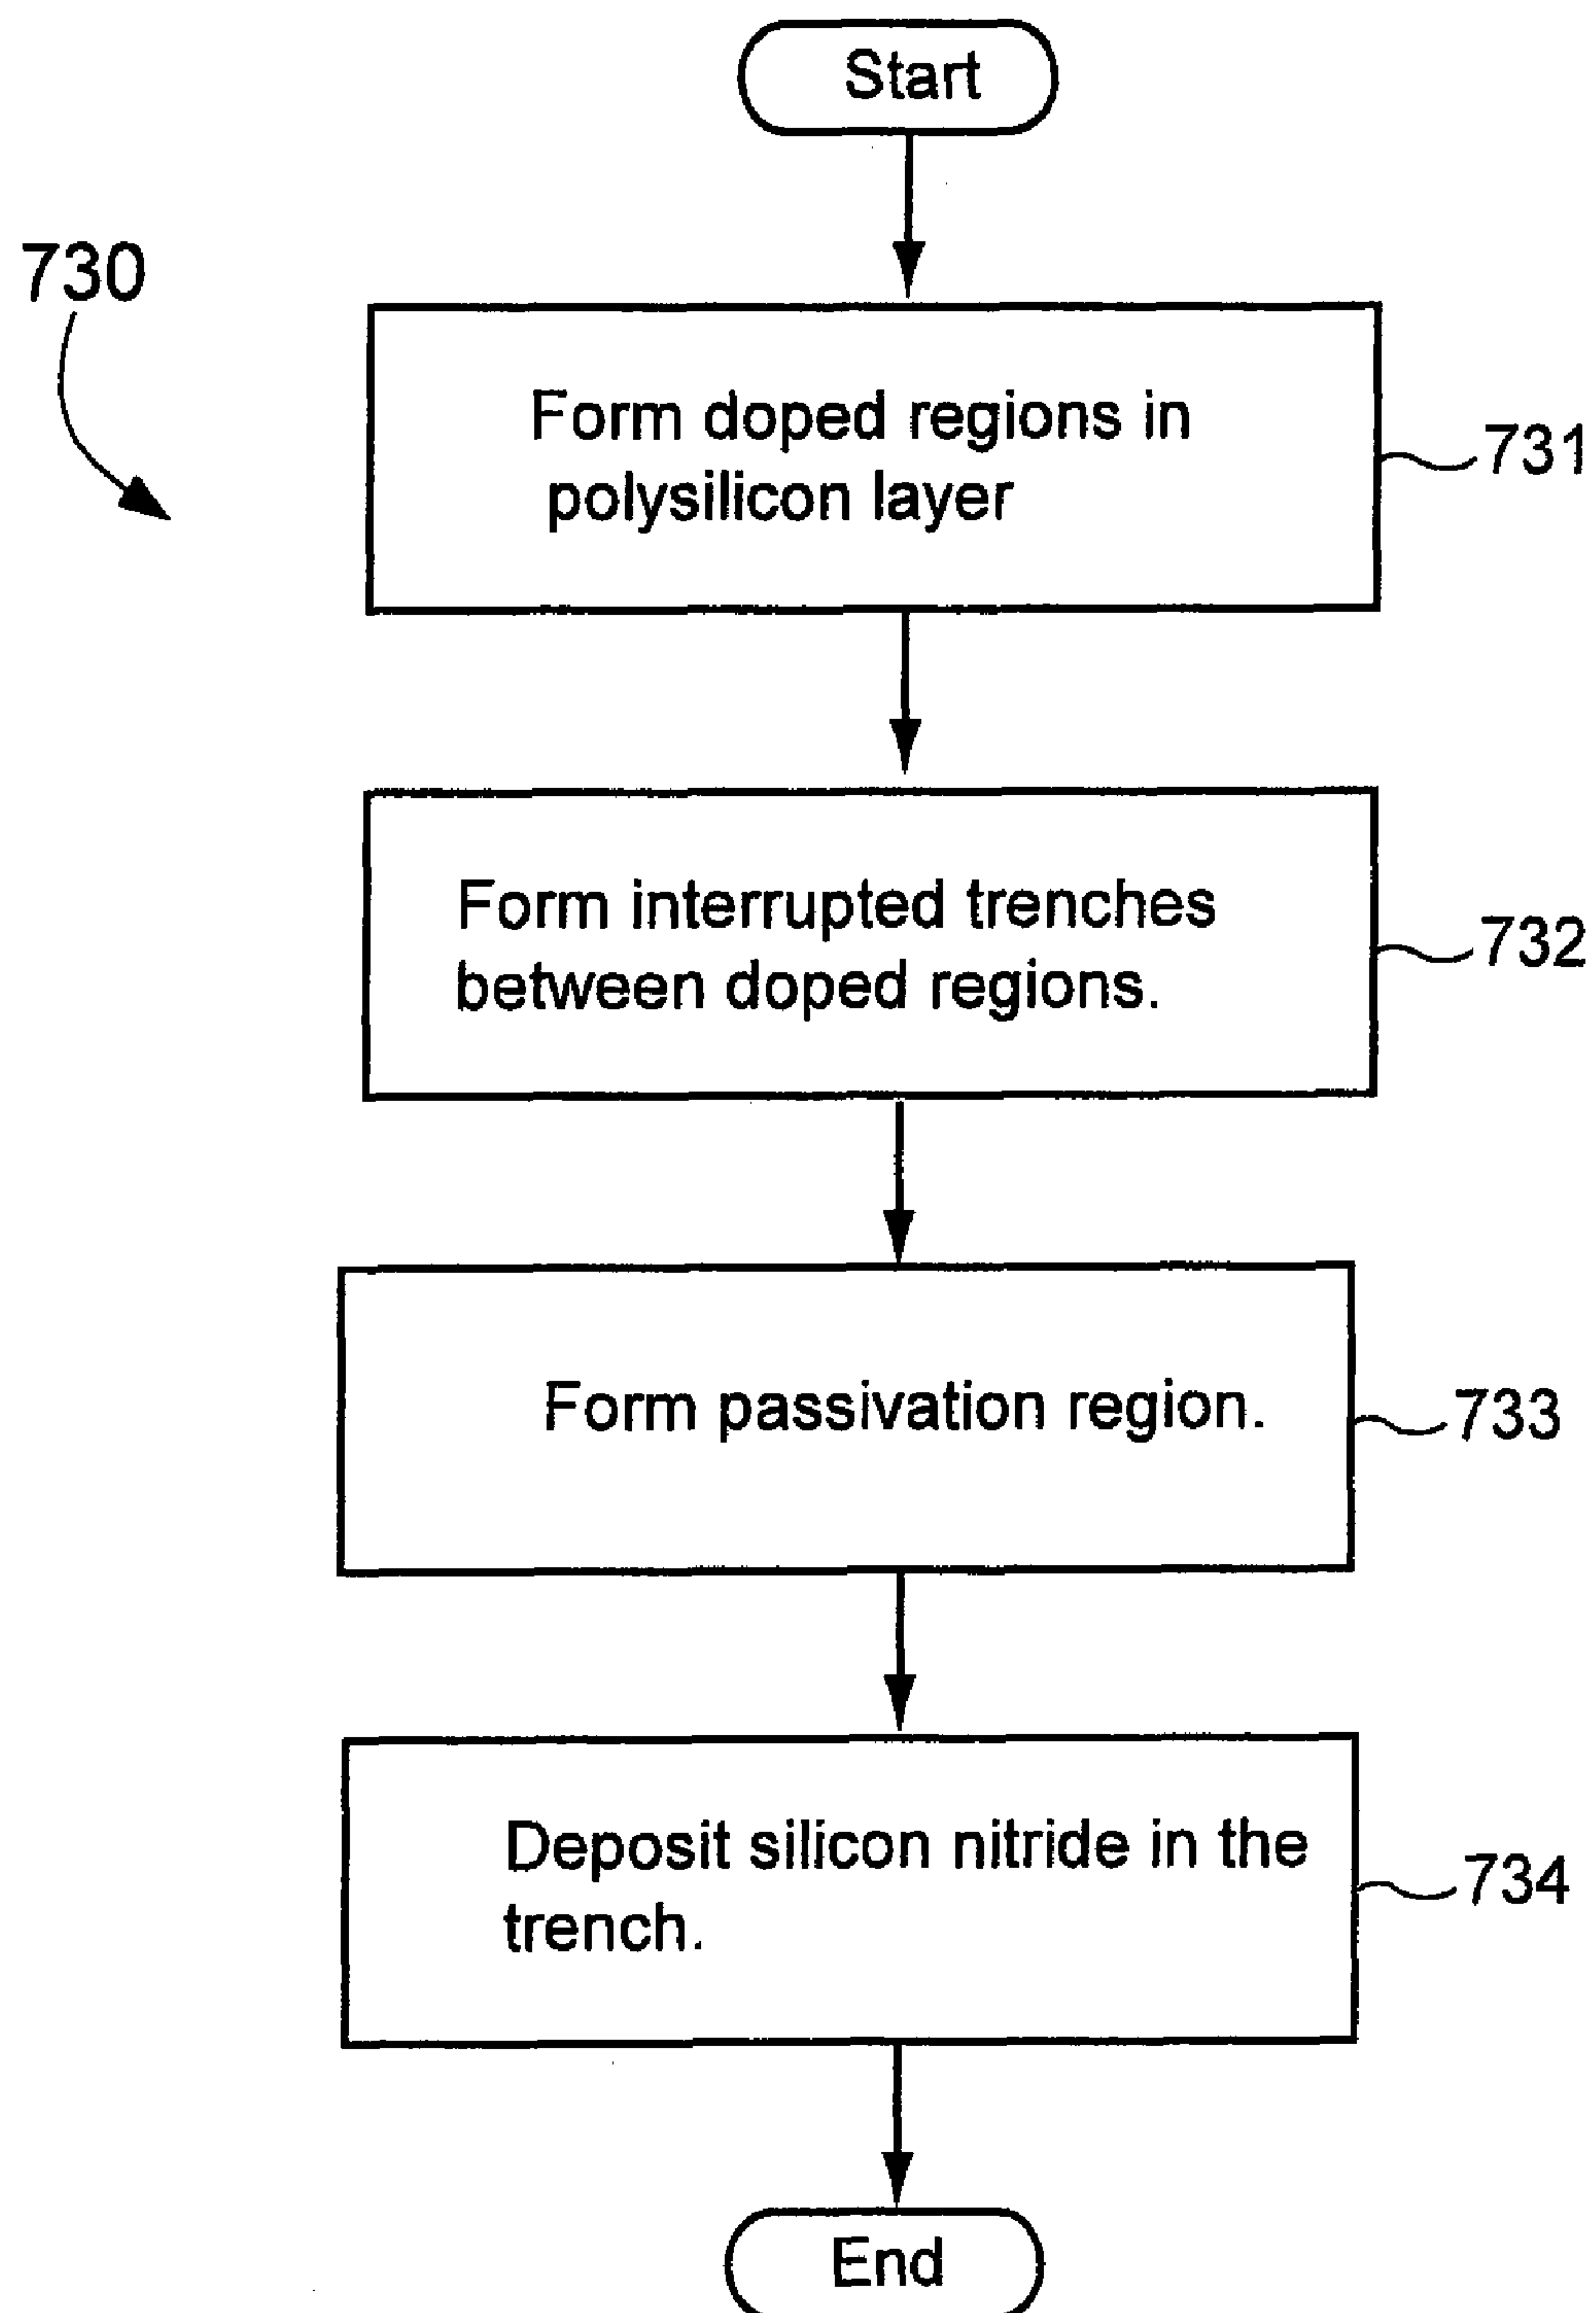 Start
730
Form doped regions in
polysilicon layer
731
Form interrupted trenches
between doped regions.
732
Form passivation region.
733
Deposit silicon nitride in the
trench.
734
End